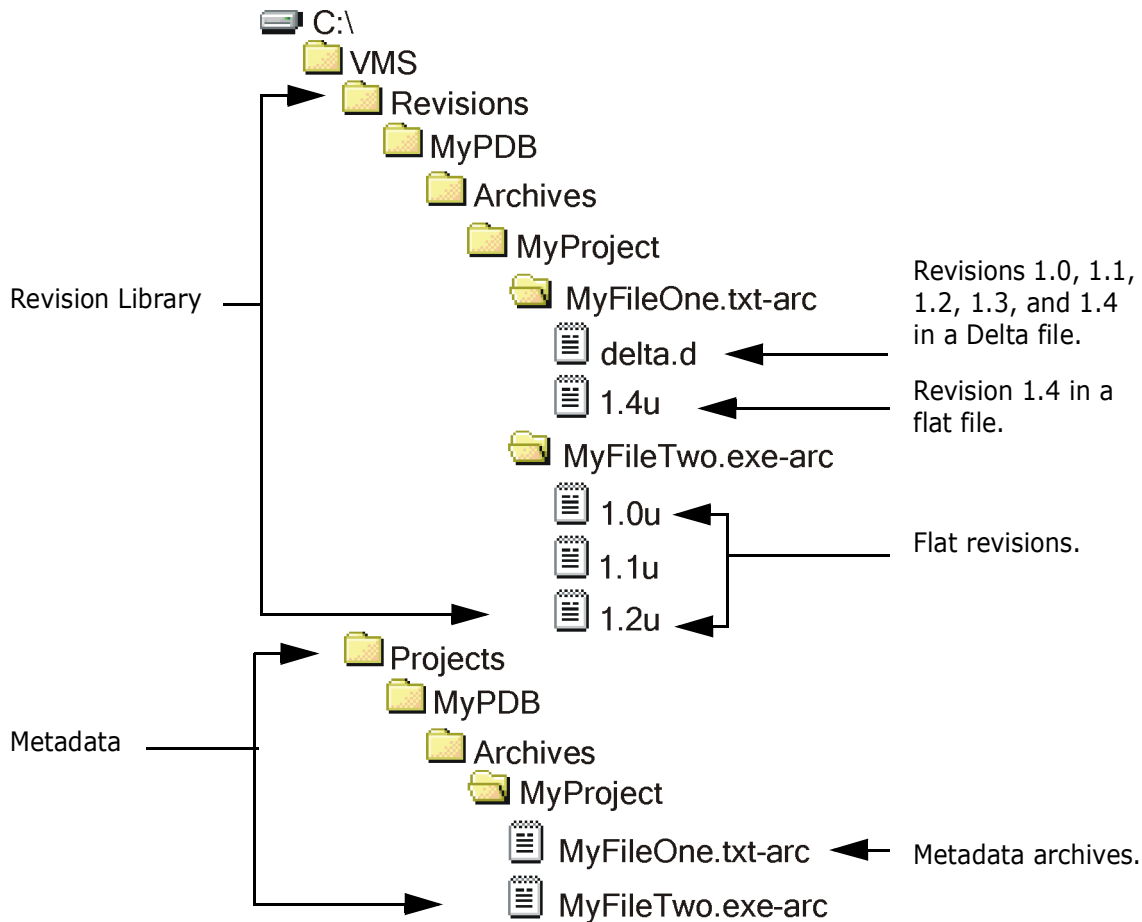 C:\
VMS
Revisions
MyPDB
Archives
MyProject
MyFileOne.txt-arc
delta.d
1.4u
MyFileTwo.exe-arc
1.0u
1.1u
1.2u
Projects
MyPDB
Archives
MyProject
MyFileOne.txt-arc
MyFileTwo.exe-arc
Revision Library
Metadata
Revisions 1.0, 1.1,
1.2, 1.3, and 1.4
in a Delta file.
Revision 1.4 in a
flat file.
Flat revisions.
Metadata archives.